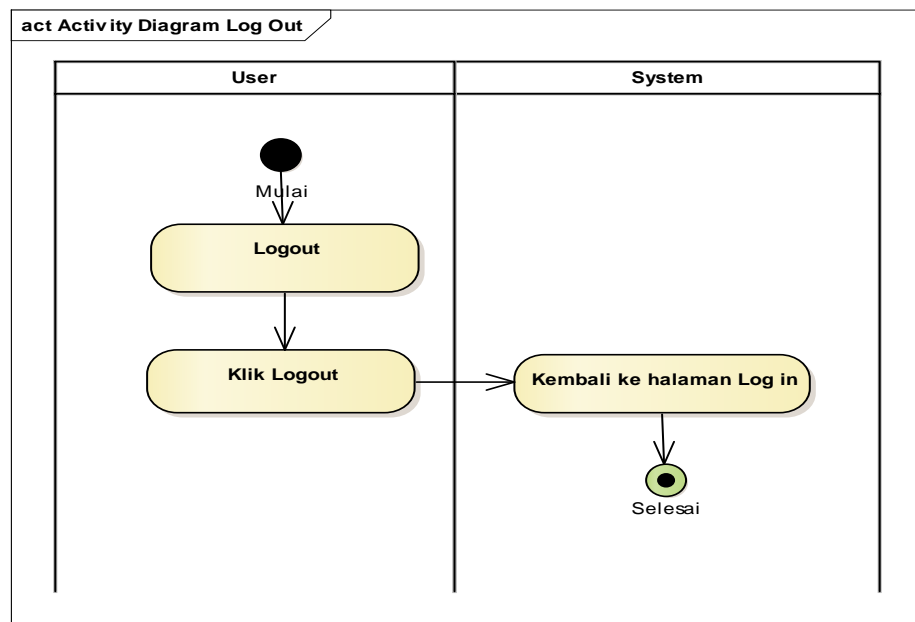 act Activity Diagram Log Out
User
System
Mulai
Logout
Klik Logout
Kembali ke halaman Log in
Selesai